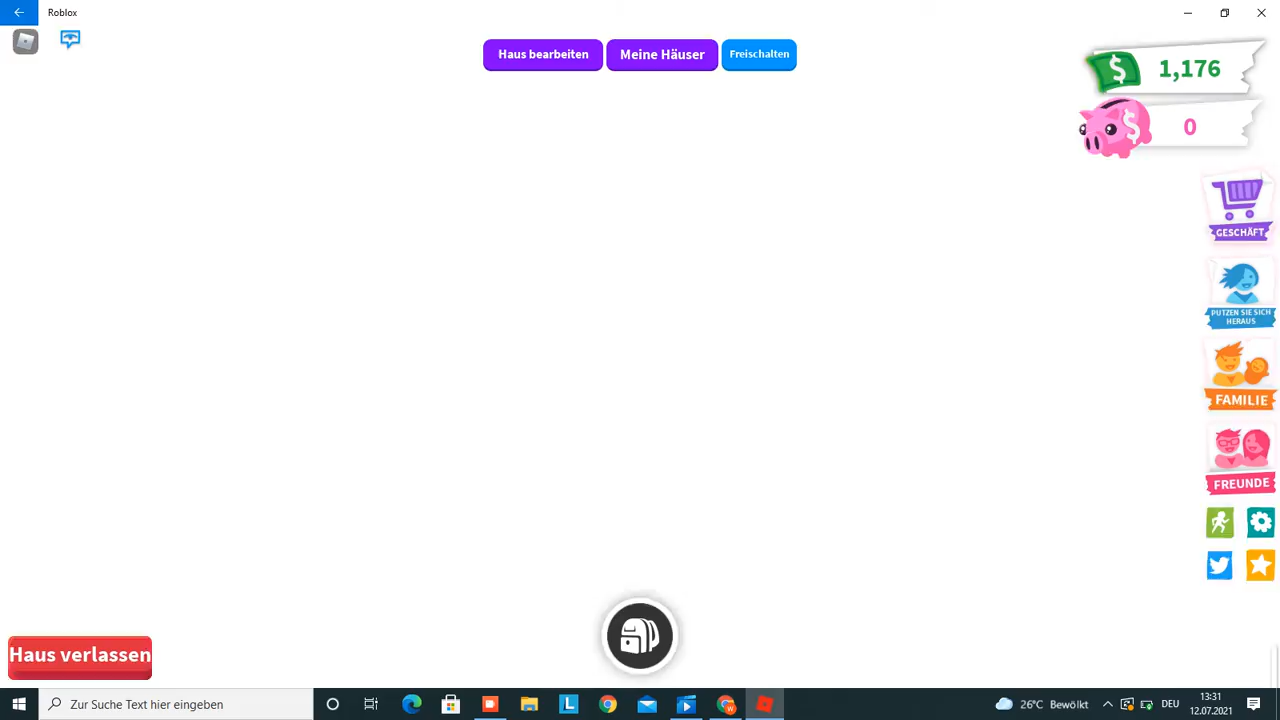 Roblox
Haus bearbeiten
Meine Häuser
Freischalten
$ 1,176
$ 0
GESCHÄFT
PUTZEN SIE SICH
HERAUS
FAMILIE
FREUNDE
Haus verlassen
Zur Suche Text hier eingeben
L
W
26°C Bewölkt
DEU
13:31
12.07.2021